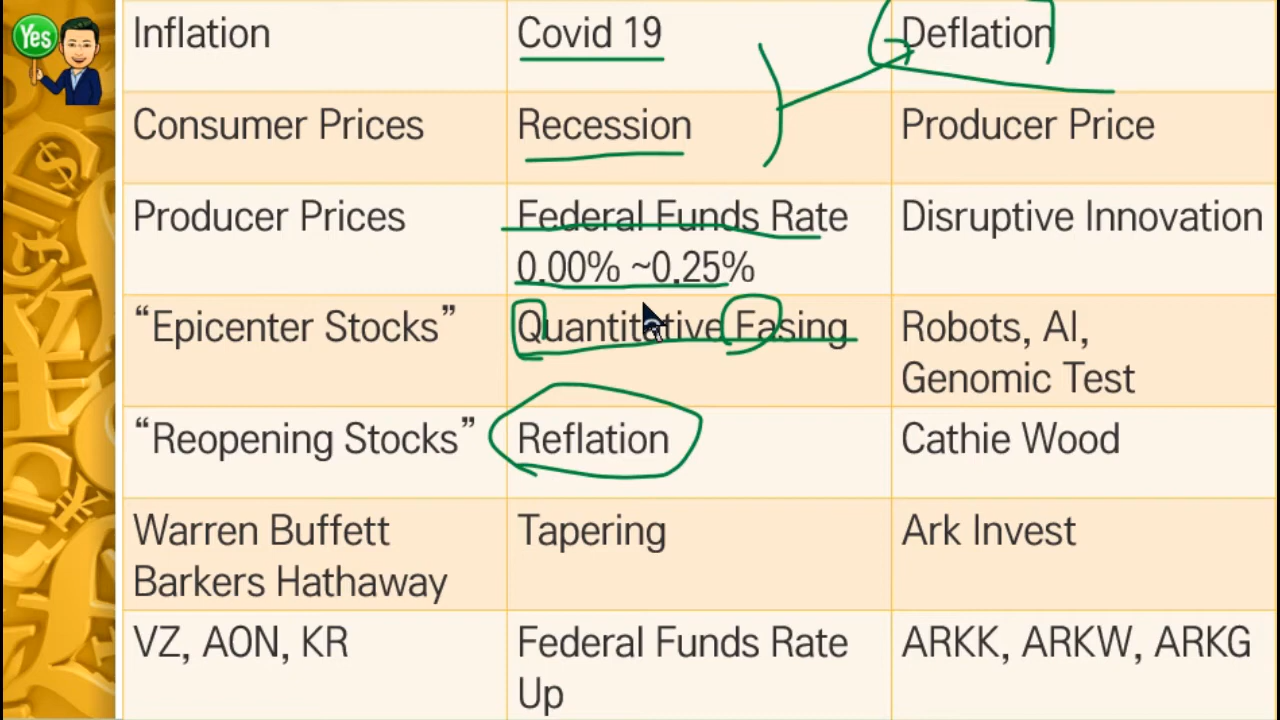 Yes
Inflation
Covid 19
Deflation
Consumer Prices
Recession
Producer Price
Producer Prices
Federal Funds Rate
0.00% ~0.25%
Disruptive Innovation
“Epicenter Stocks”
Quantitative Easing
Robots, AI,
Genomic Test
“Reopening Stocks”
Reflation
Cathie Wood
Warren Buffett
Barkers Hathaway
Tapering
Ark Invest
VZ, AON, KR
Federal Funds Rate
Up
ARKK, ARKW, ARKG